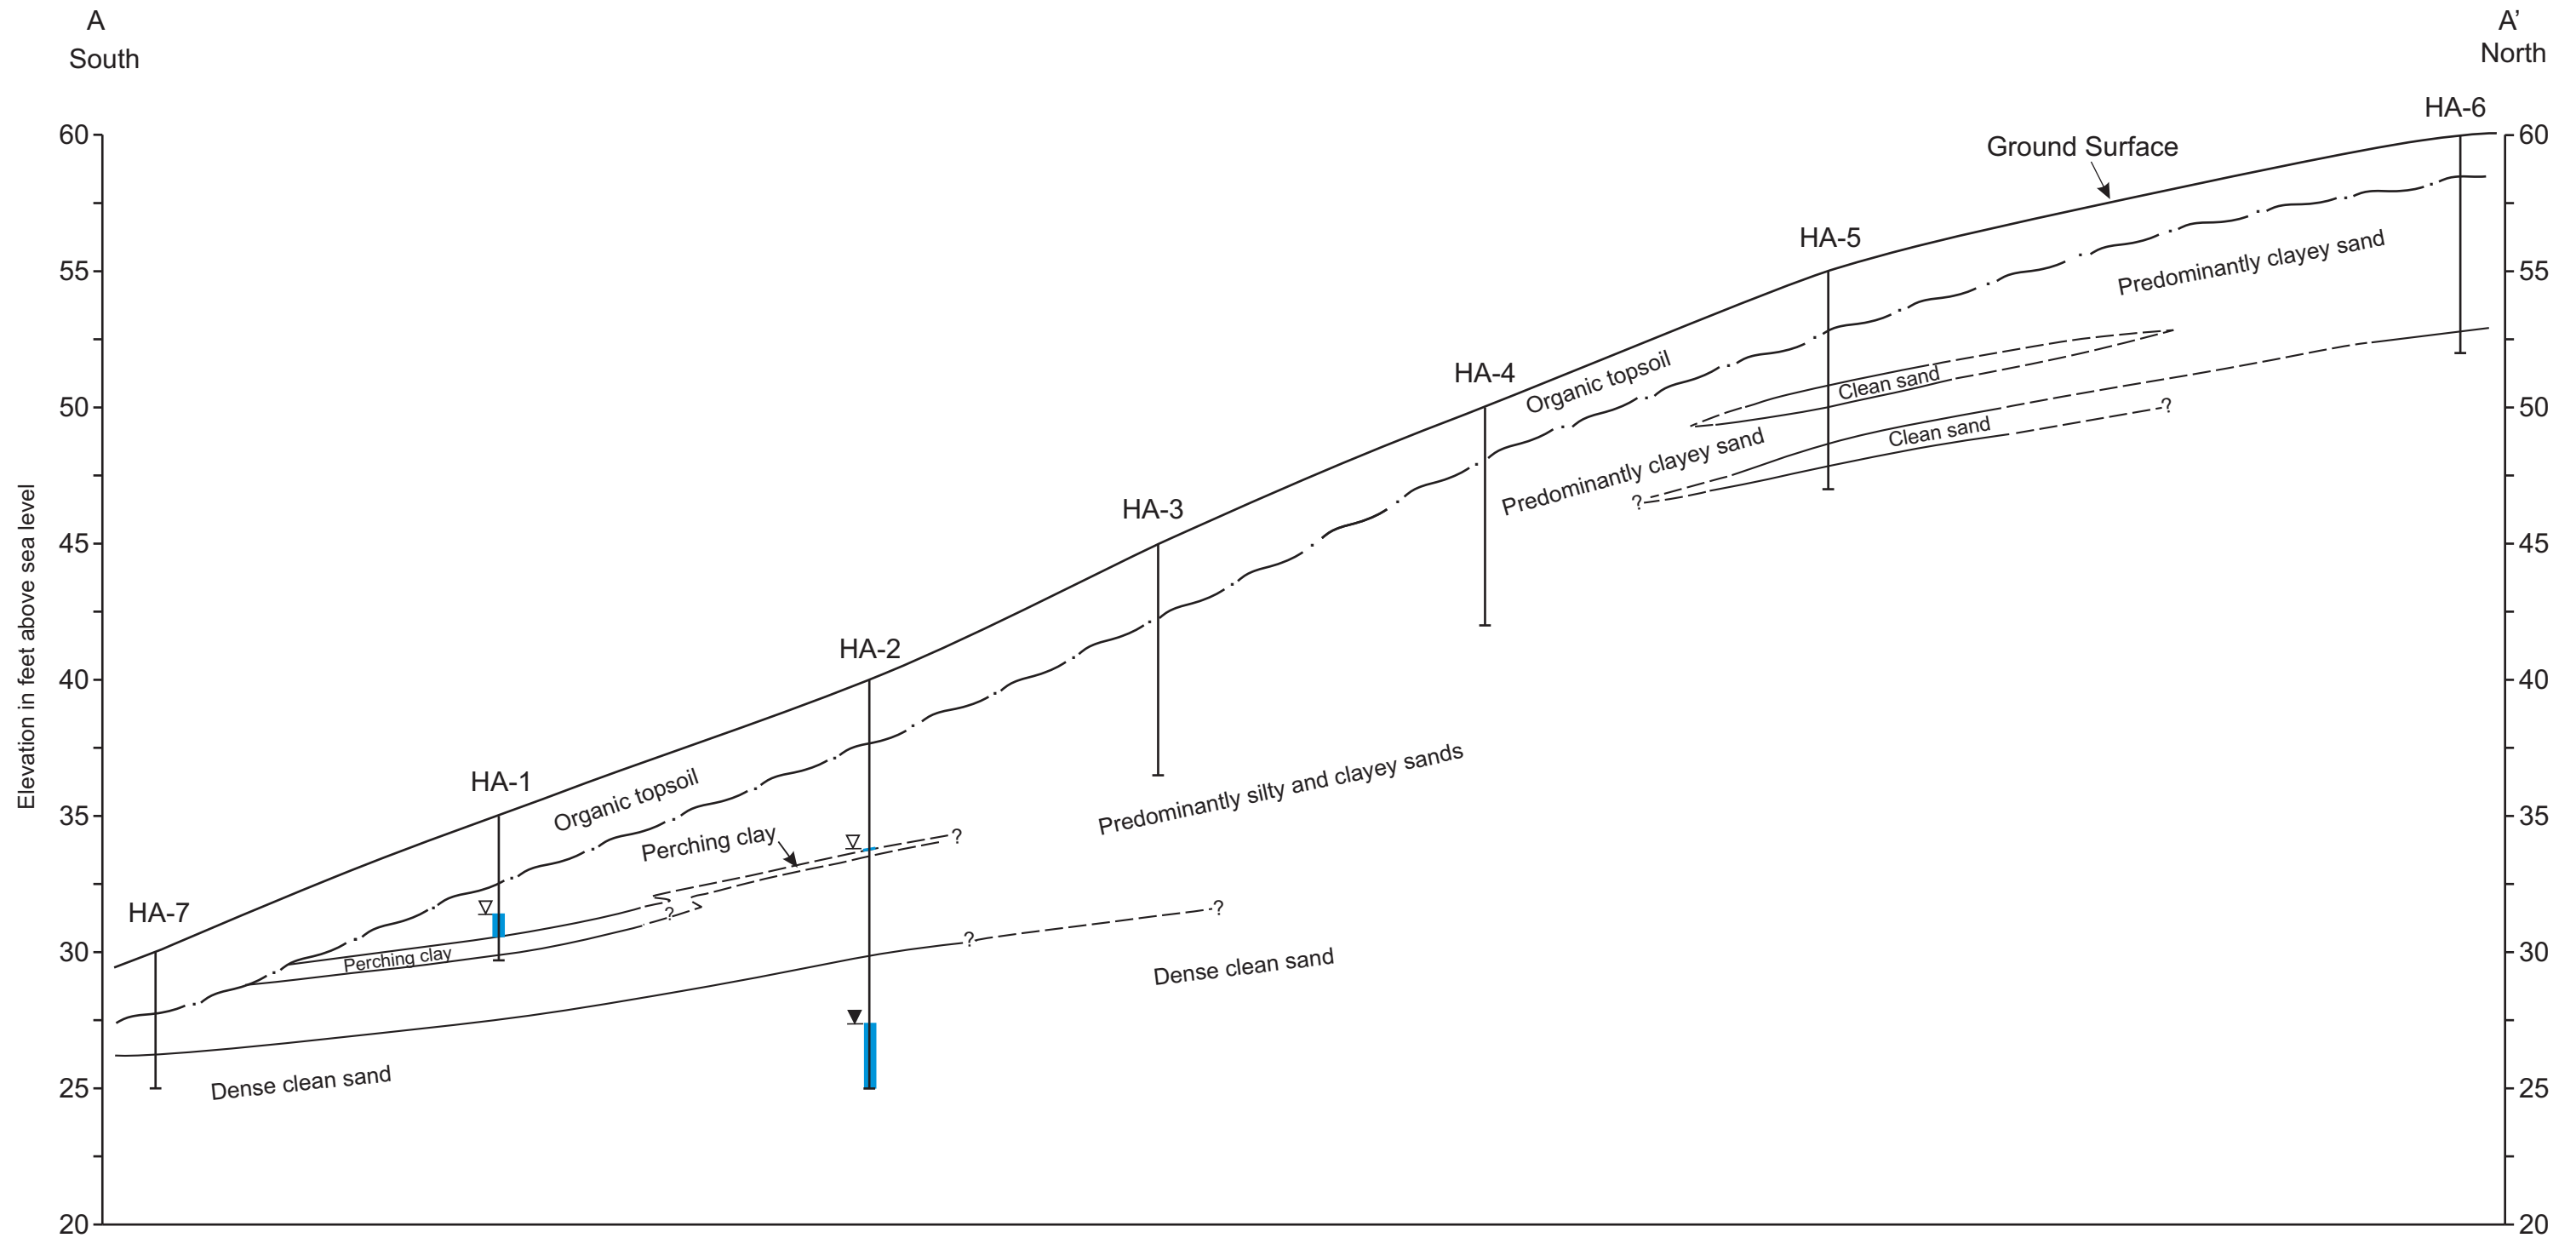 A
South
A’
North
HA-6
60
60
Ground Surface
HA-5
Predominantly clayey sand
55
55
HA-4
Organic topsoil
Clean sand
50
50
?
Clean sand
Predominantly clayey sand
?
HA-3
45
45
Elevation in feet above sea level
HA-2
40
40
HA-1
Predominantly silty and clayey sands
Organic topsoil
35
35
Perching clay
?
HA-7
?
?
?
30
30
Perching clay
Dense clean sand
Dense clean sand
25
25
20
20